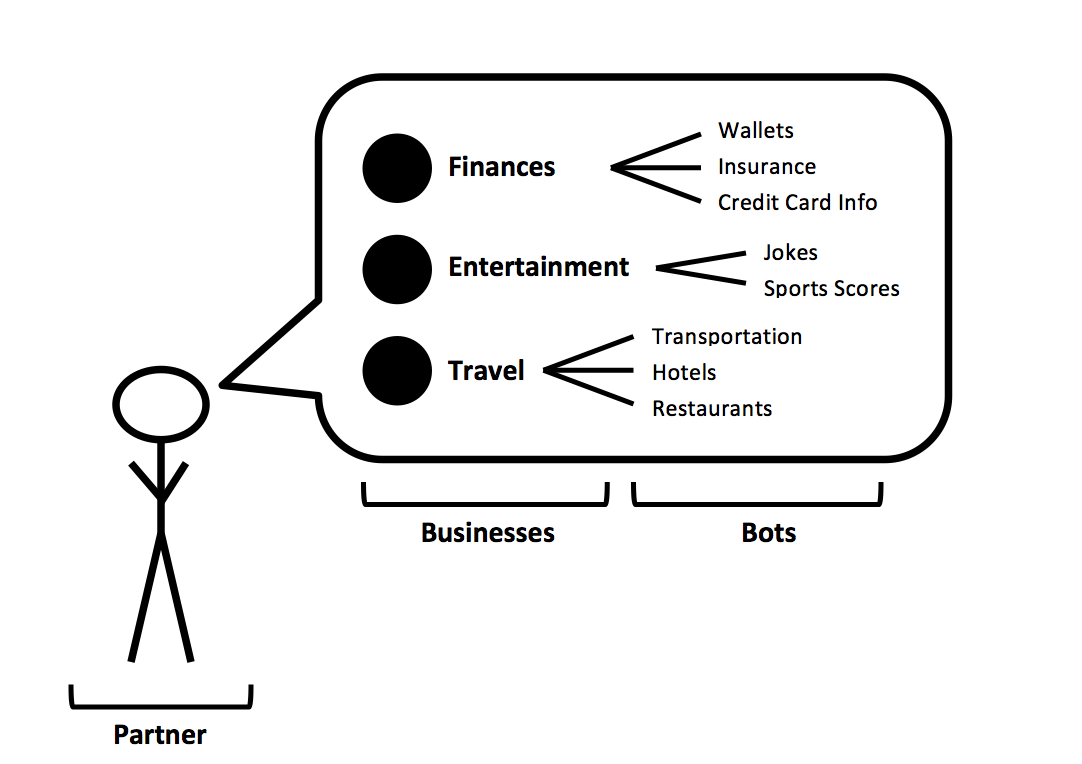 Finances
Wallets
Insurance
Credit Card Info
Entertainment
Jokes
Sports Scores
Travel
Transportation
Hotels
Restaurants
Businesses
Bots
Partner